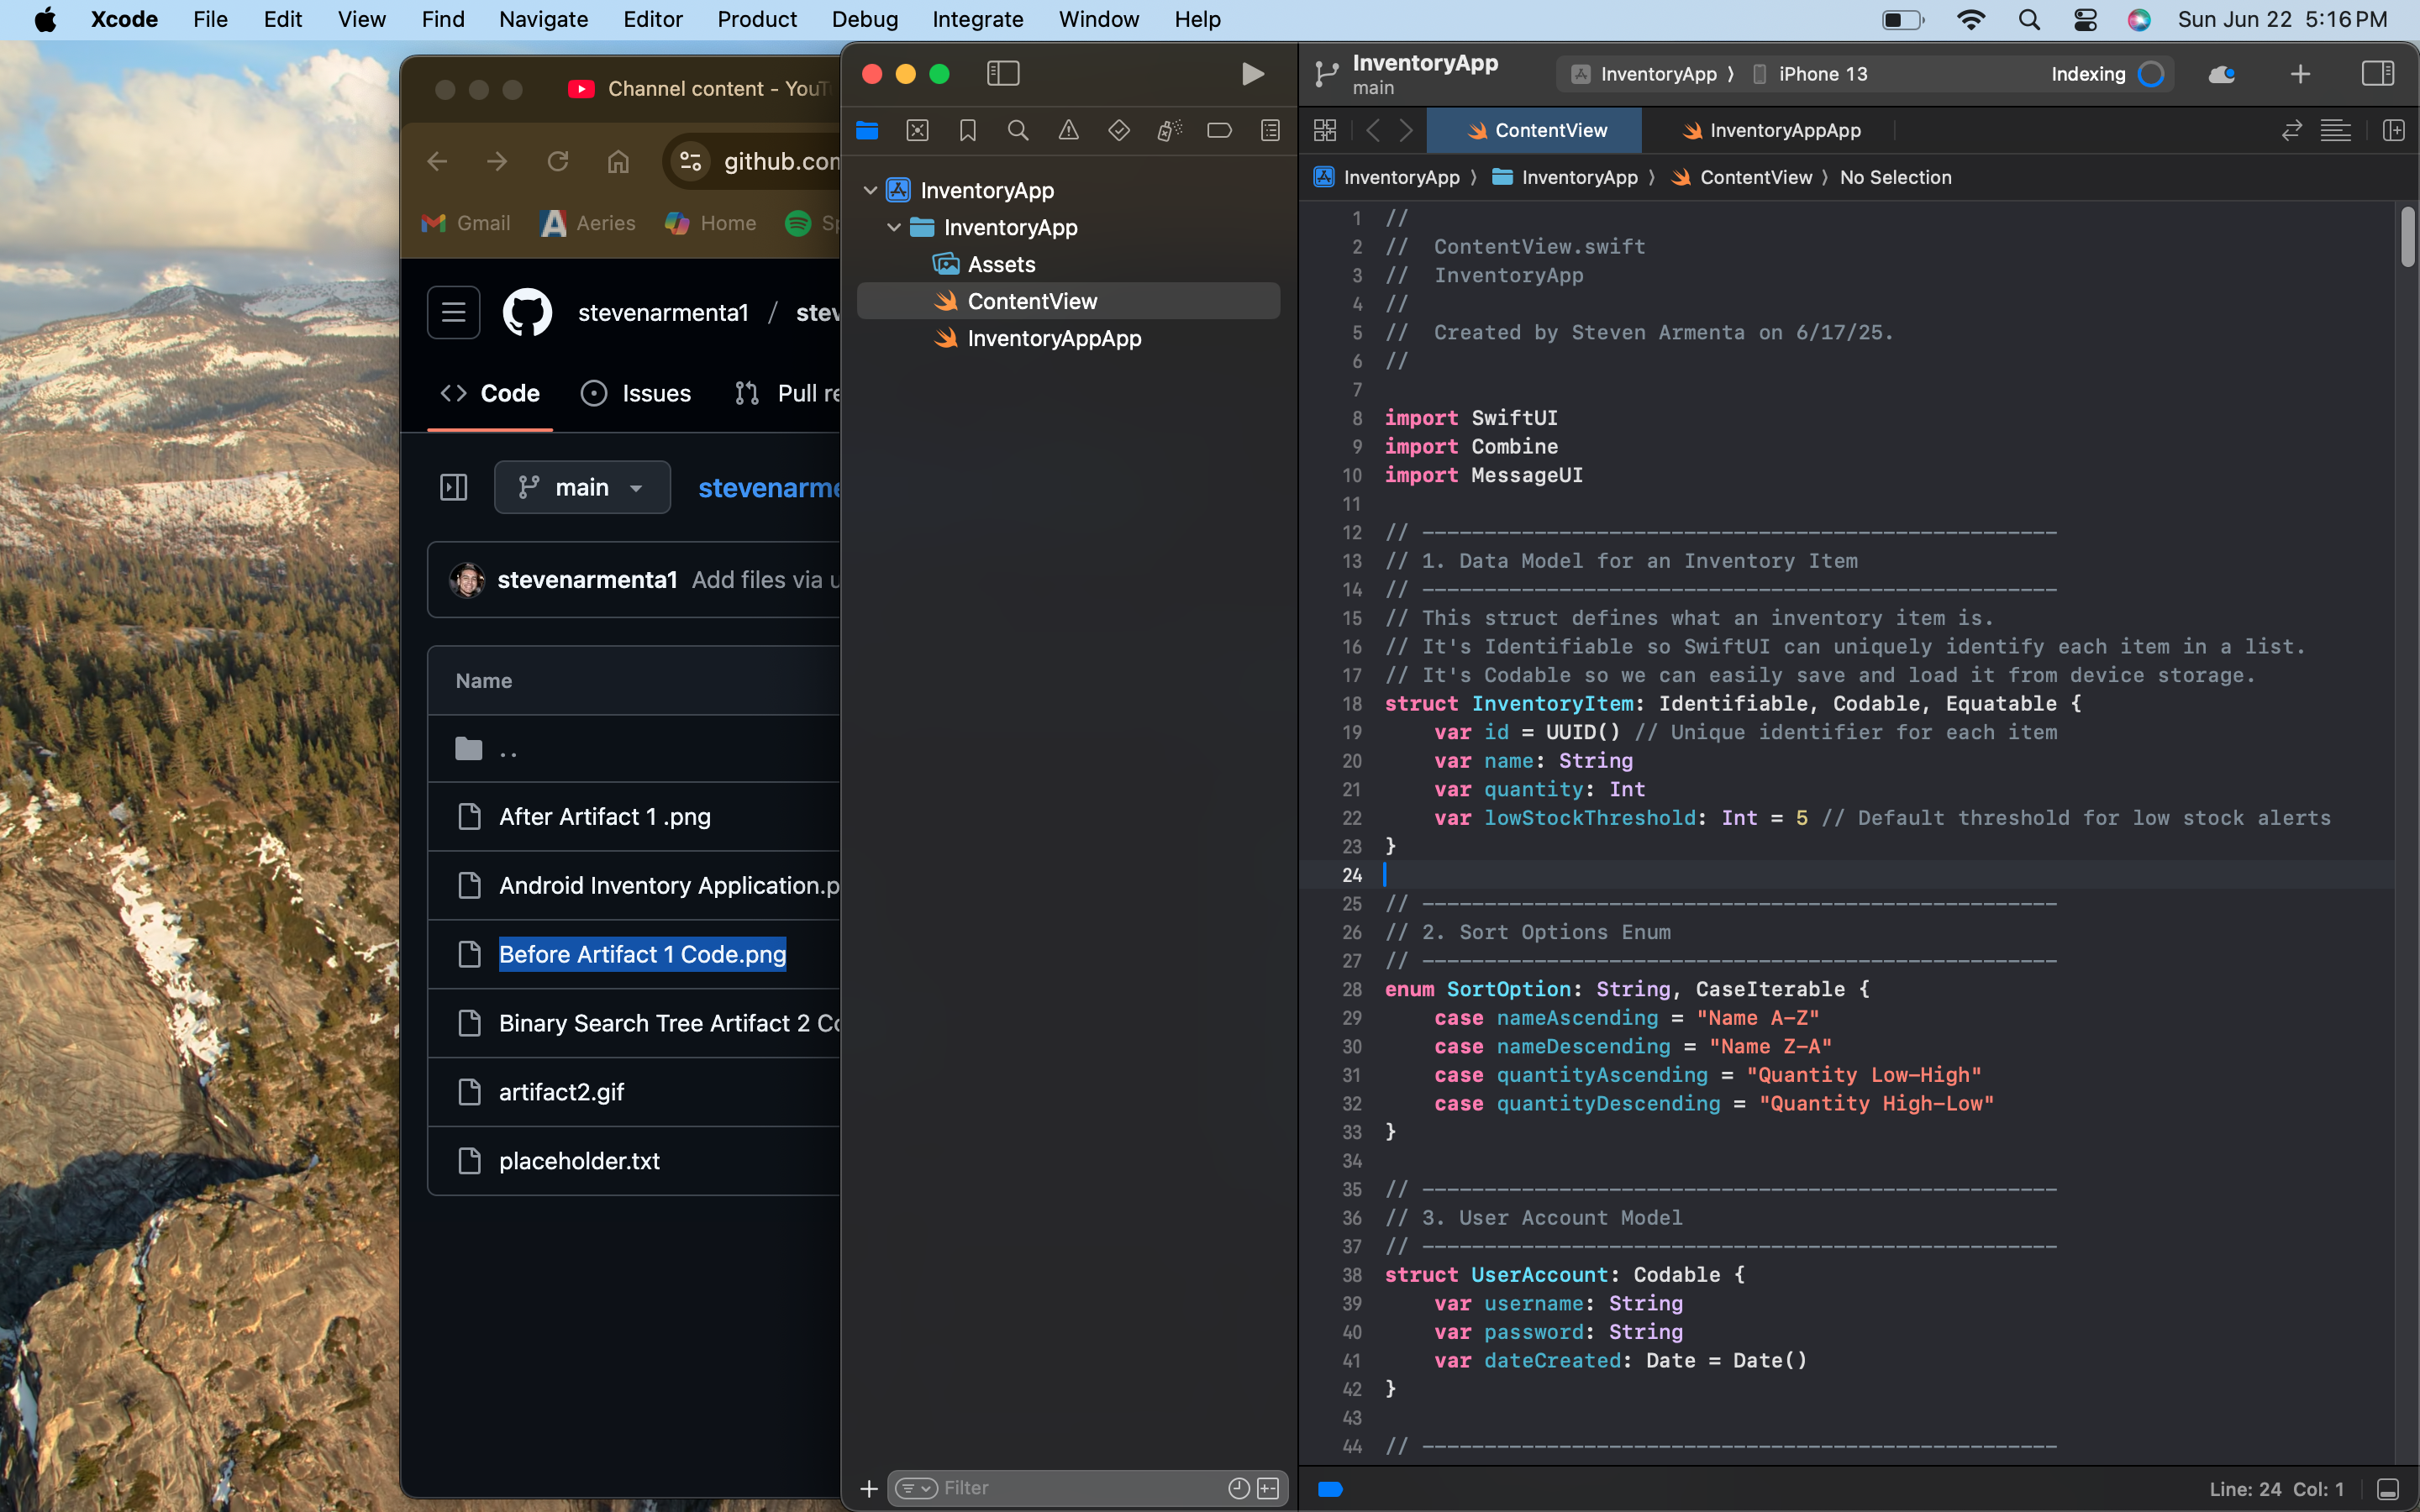 Xcode File Edit View Find Navigate Editor Product Debug Integrate Window Help Sun Jun 22 5:16 PM
Channel content - YouT
github.com
Gmail Aeries Home Sp
stevenarmenta1 / stev
Code Issues Pull re
main stevenarme
stevenarmenta1 Add files via u
Name
..
After Artifact 1 .png
Android Inventory Application.p
Before Artifact 1 Code.png
Binary Search Tree Artifact 2 Co
artifact2.gif
placeholder.txt
InventoryApp
InventoryApp
Assets
ContentView
InventoryAppApp
Filter
InventoryApp
main
InventoryApp 〉 iPhone 13 Indexing
ContentView InventoryAppApp
InventoryApp 〉 InventoryApp 〉 ContentView 〉 No Selection
1 //
2 //  ContentView.swift
3 //  InventoryApp
4 //
5 //  Created by Steven Armenta on 6/17/25.
6 //
7
8 import SwiftUI
9 import Combine
10 import MessageUI
11
12 // ---------------------------------------------------
13 // 1. Data Model for an Inventory Item
14 // ---------------------------------------------------
15 // This struct defines what an inventory item is.
16 // It's Identifiable so SwiftUI can uniquely identify each item in a list.
17 // It's Codable so we can easily save and load it from device storage.
18 struct InventoryItem: Identifiable, Codable, Equatable {
19     var id = UUID() // Unique identifier for each item
20     var name: String
21     var quantity: Int
22     var lowStockThreshold: Int = 5 // Default threshold for low stock alerts
23 }
24
25 // ---------------------------------------------------
26 // 2. Sort Options Enum
27 // ---------------------------------------------------
28 enum SortOption: String, CaseIterable {
29     case nameAscending = "Name A-Z"
30     case nameDescending = "Name Z-A"
31     case quantityAscending = "Quantity Low-High"
32     case quantityDescending = "Quantity High-Low"
33 }
34
35 // ---------------------------------------------------
36 // 3. User Account Model
37 // ---------------------------------------------------
38 struct UserAccount: Codable {
39     var username: String
40     var password: String
41     var dateCreated: Date = Date()
42 }
43
44 // ---------------------------------------------------
Line: 24 Col: 1